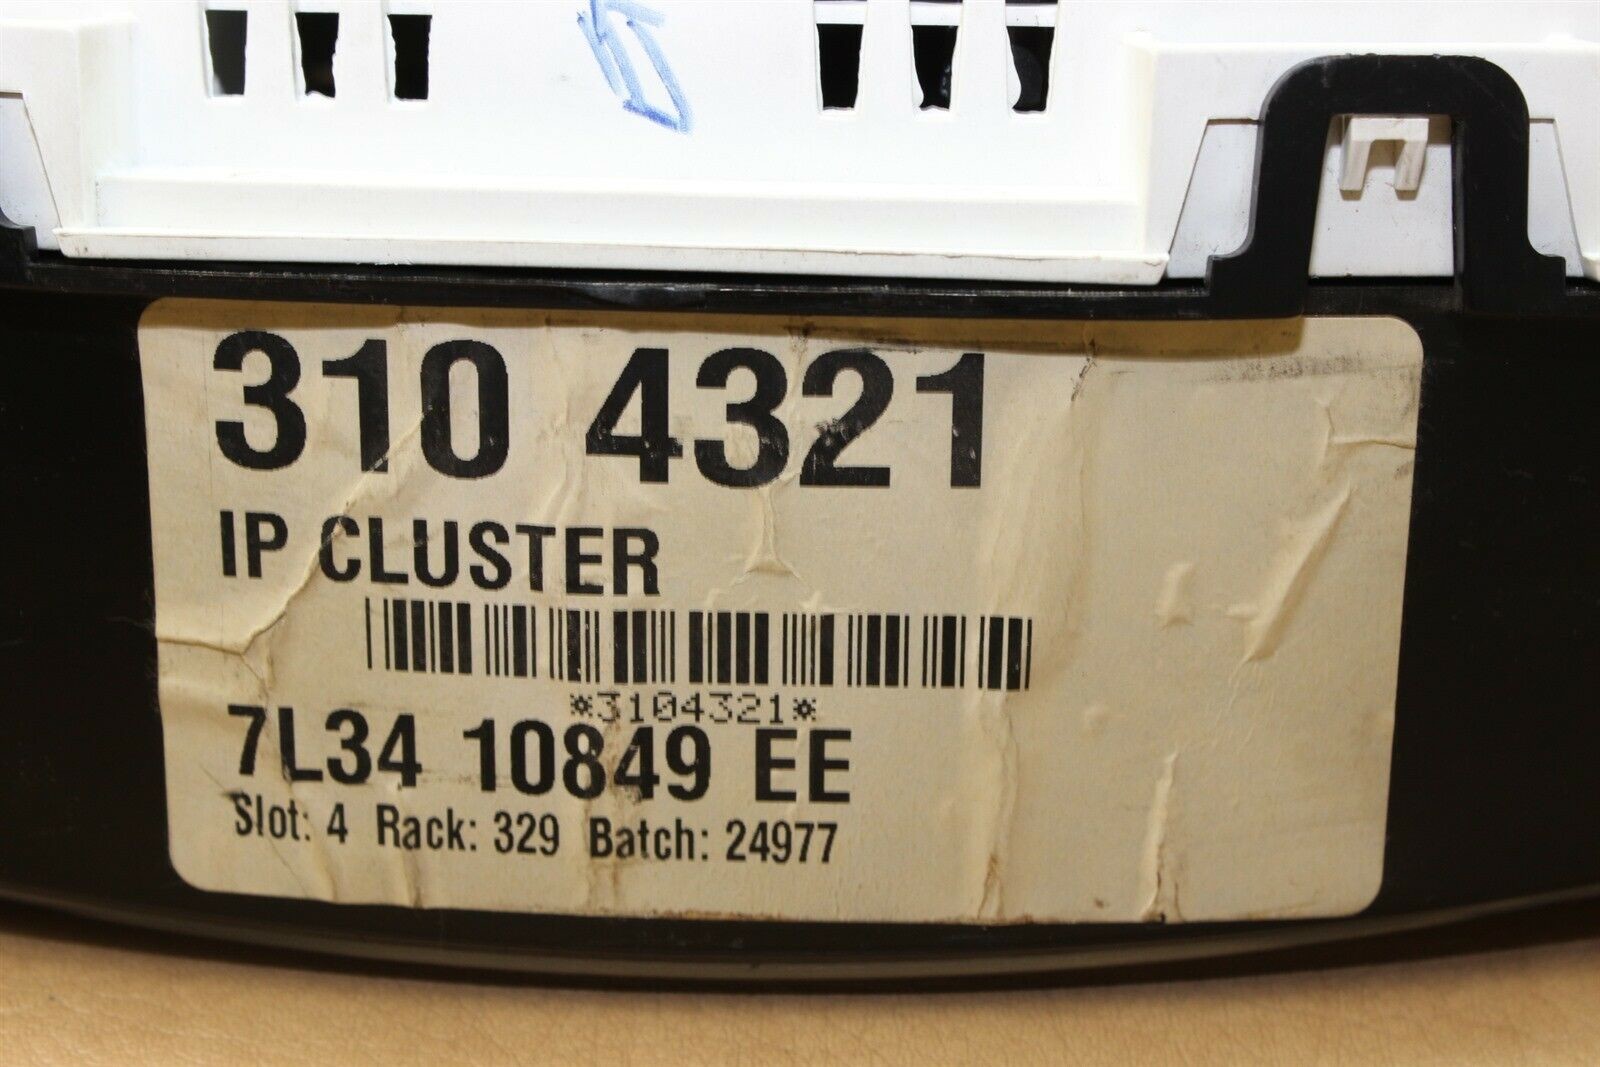 310 4321
IP CLUSTER
*3104321*
7L34 10849 EE
Slot: 4 Rack: 329 Batch: 24977